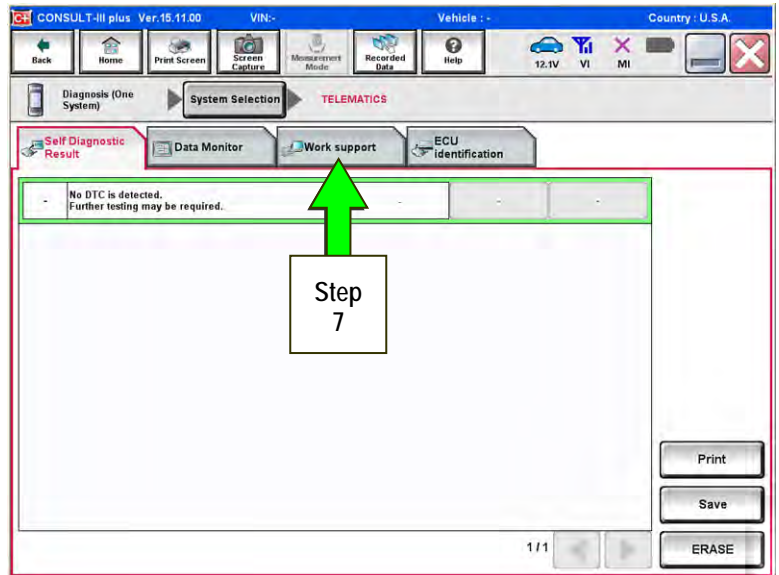 C+ CONSULT-III plus Ver.15.11.00 VIN:- Vehicle : - Country : U.S.A.
Back Home Print Screen Screen Capture Measurement Mode Recorded Data Help 12.1V VI MI
Diagnosis (One System) System Selection TELEMATICS
Self Diagnostic Result Data Monitor Work support ECU identification
- No DTC is detected. - - -
Further testing may be required.
Step
7
Print
Save
1/1 ERASE